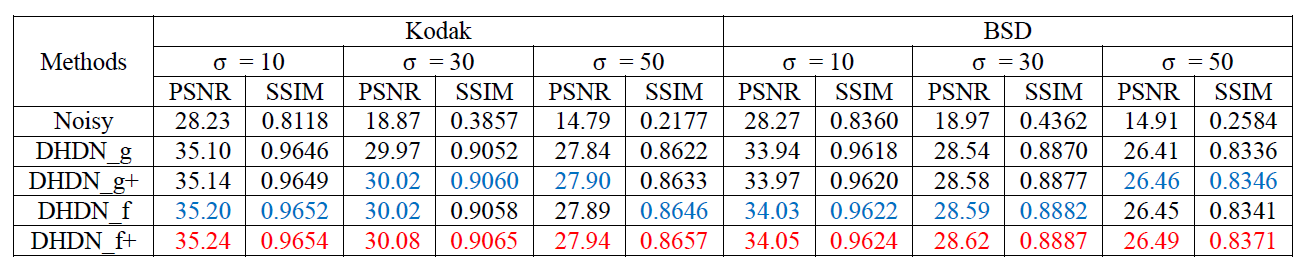 Methods Kodak BSD
σ = 10 σ = 30 σ = 50 σ = 10 σ = 30 σ = 50
PSNR SSIM PSNR SSIM PSNR SSIM PSNR SSIM PSNR SSIM PSNR SSIM
Noisy 28.23 0.8118 18.87 0.3857 14.79 0.2177 28.27 0.8360 18.97 0.4362 14.91 0.2584
DHDN_g 35.10 0.9646 29.97 0.9052 27.84 0.8622 33.94 0.9618 28.54 0.8870 26.41 0.8336
DHDN_g+ 35.14 0.9649 30.02 0.9060 27.90 0.8633 33.97 0.9620 28.58 0.8877 26.46 0.8346
DHDN_f 35.20 0.9652 30.02 0.9058 27.89 0.8646 34.03 0.9622 28.59 0.8882 26.45 0.8341
DHDN_f+ 35.24 0.9654 30.08 0.9065 27.94 0.8657 34.05 0.9624 28.62 0.8887 26.49 0.8371